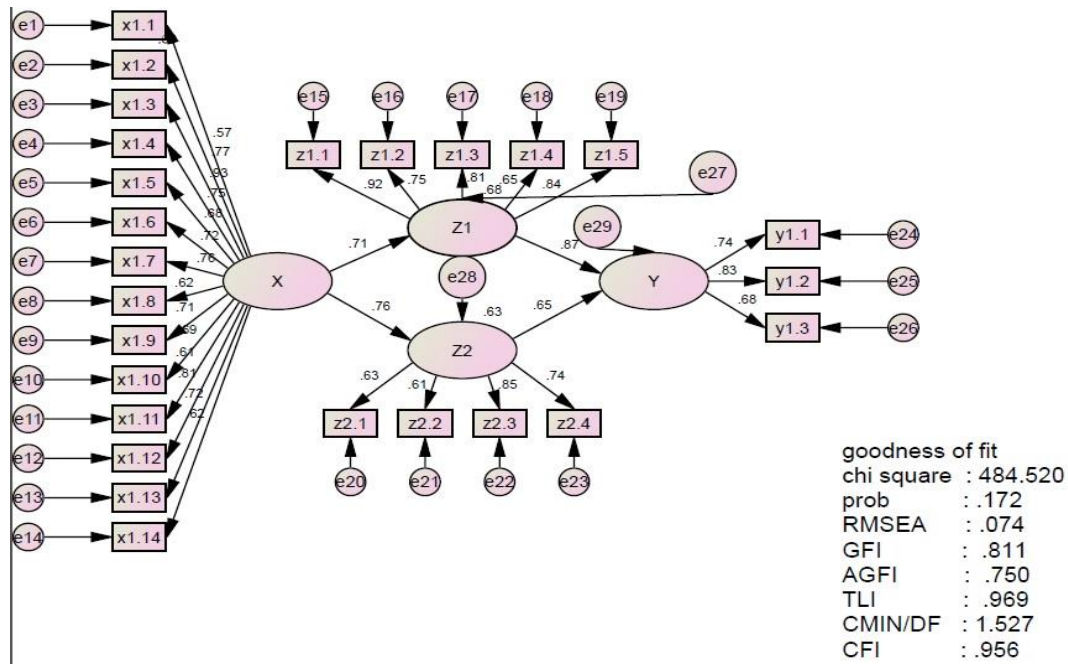 e1
x1.1
e2
x1.2
e3
x1.3
e4
x1.4
e5
x1.5
e6
x1.6
e7
x1.7
e8
x1.8
e9
x1.9
e10
x1.10
e11
x1.11
e12
x1.12
e13
x1.13
e14
x1.14
.57
.77
.93
.75
.68
.72
.76
.62
.71
.61
.81
.72
.62
X
.71
.76
e15
e16
e17
e18
e19
z1.1
z1.2
z1.3
z1.4
z1.5
.92
.75
.81
.65
.84
.68
e27
Z1
e28
.63
Z2
.63
.61
.85
.74
z2.1
z2.2
z2.3
z2.4
e20
e21
e22
e23
e29
.87
.65
Y
.74
.83
.68
y1.1
e24
y1.2
e25
y1.3
e26
goodness of fit
chi square : 484.520
prob : .172
RMSEA : .074
GFI : .811
AGFI : .750
TLI : .969
CMIN/DF : 1.527
CFI : .956